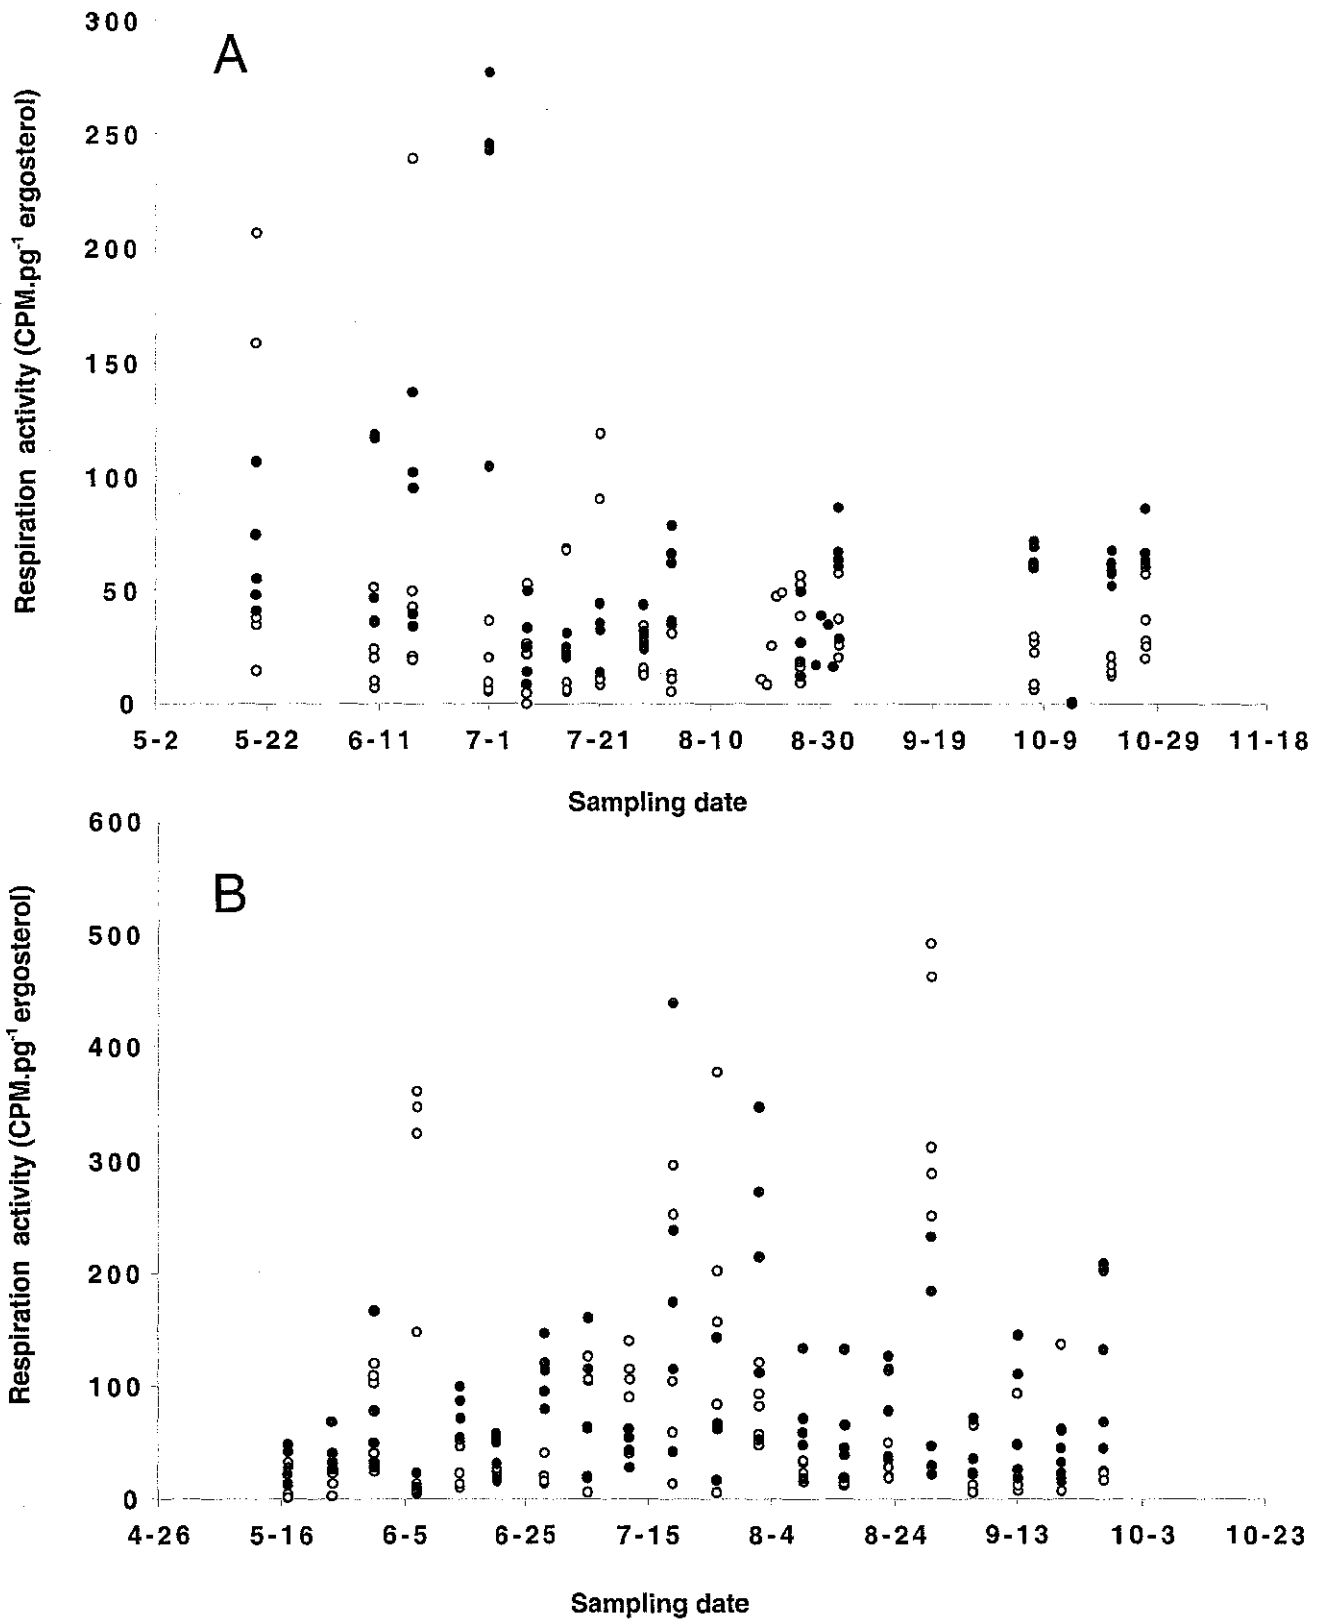 A
300
250
200
150
100
50
0
Respiration activity (CPM.pg⁻¹ ergosterol)
5-2 5-22 6-11 7-1 7-21 8-10 8-30 9-19 10-9 10-29 11-18
Sampling date
B
600
500
400
300
200
100
0
Respiration activity (CPM.pg⁻¹ ergosterol)
4-26 5-16 6-5 6-25 7-15 8-4 8-24 9-13 10-3 10-23
Sampling date